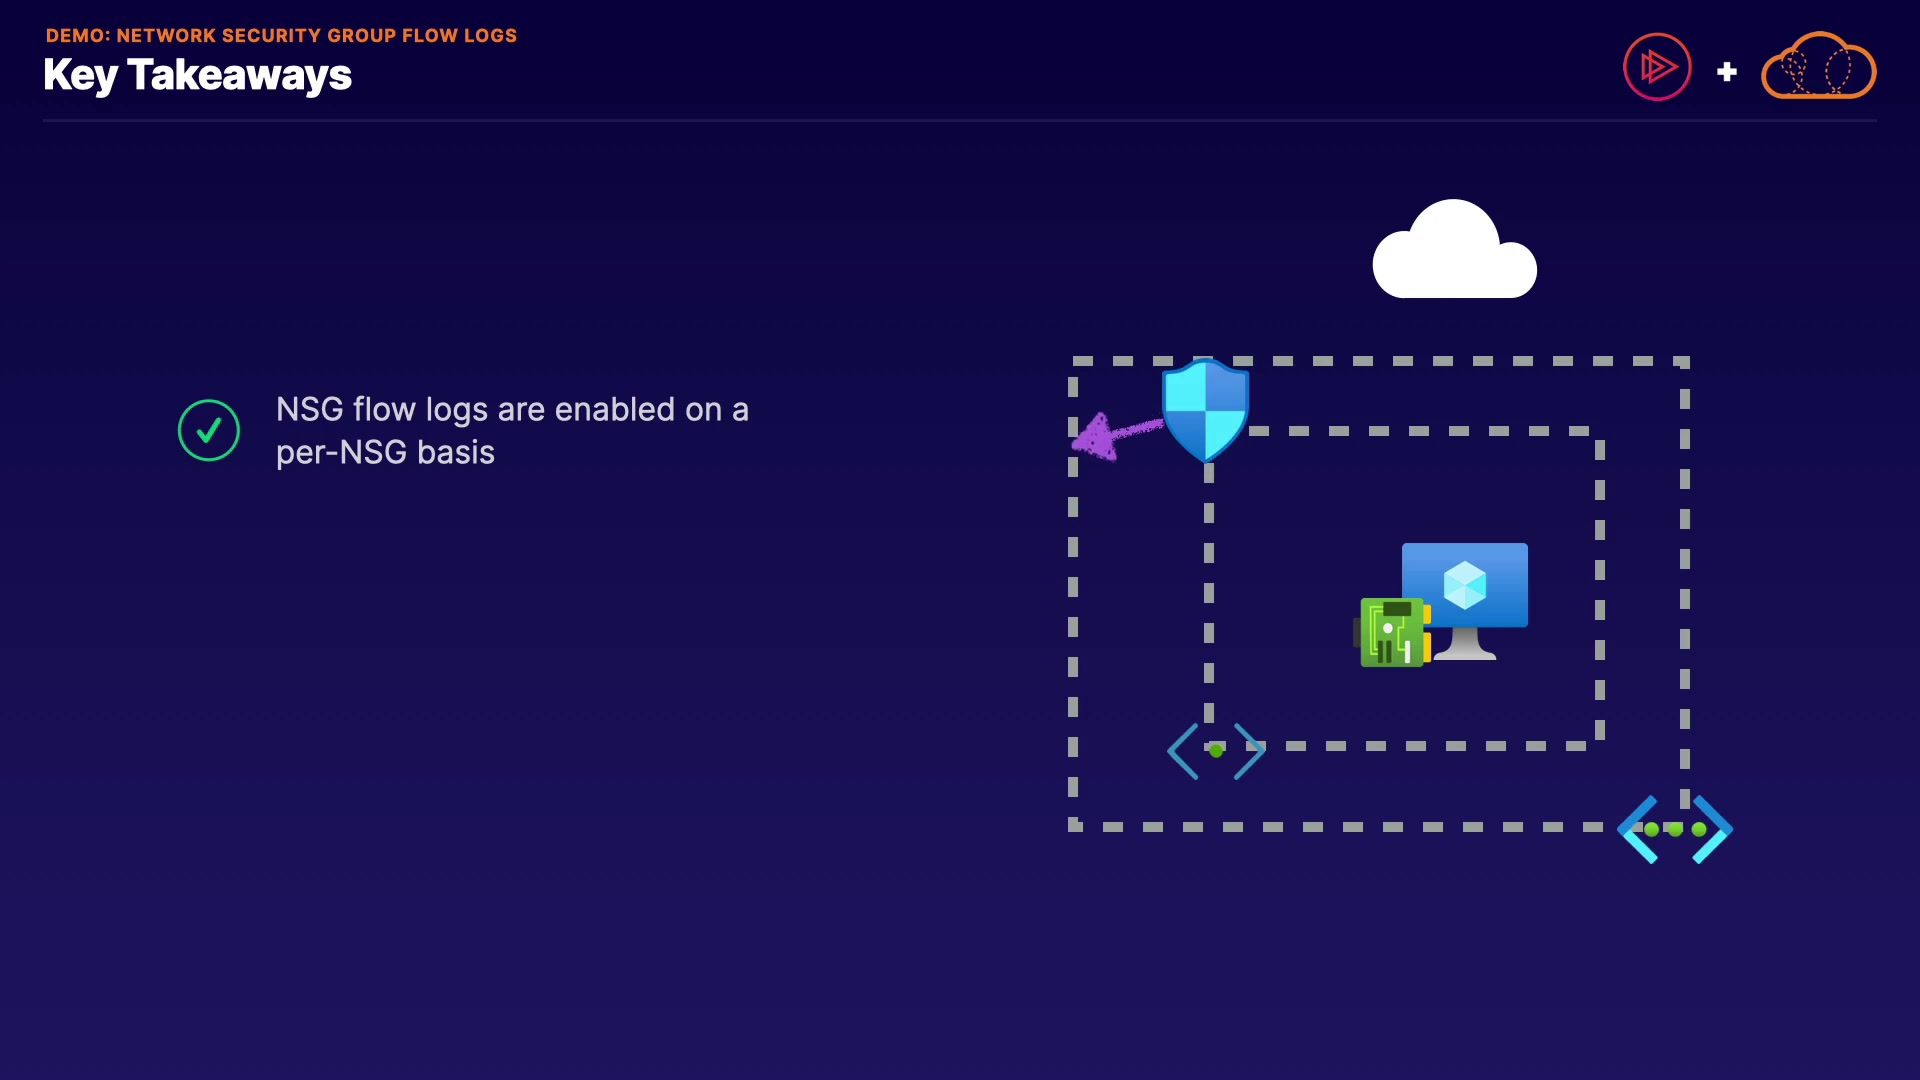 DEMO: NETWORK SECURITY GROUP FLOW LOGS
Key Takeaways
NSG flow logs are enabled on a
per-NSG basis